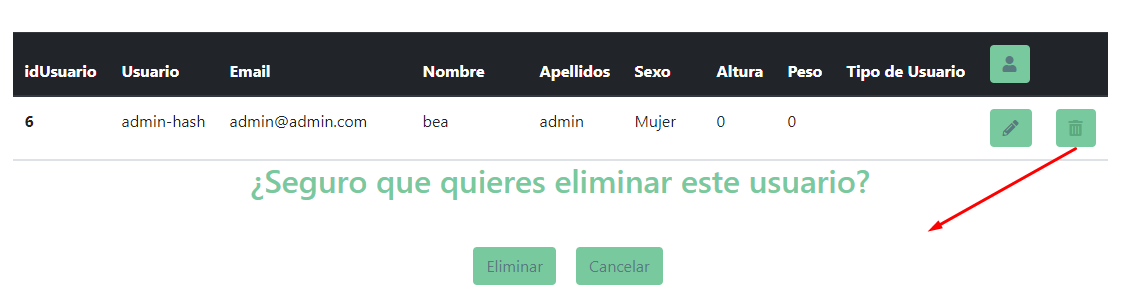 idUsuario Usuario Email Nombre Apellidos Sexo Altura Peso Tipo de Usuario
6 admin-hash admin@admin.com bea admin Mujer 0 0
¿Seguro que quieres eliminar este usuario?
Eliminar Cancelar